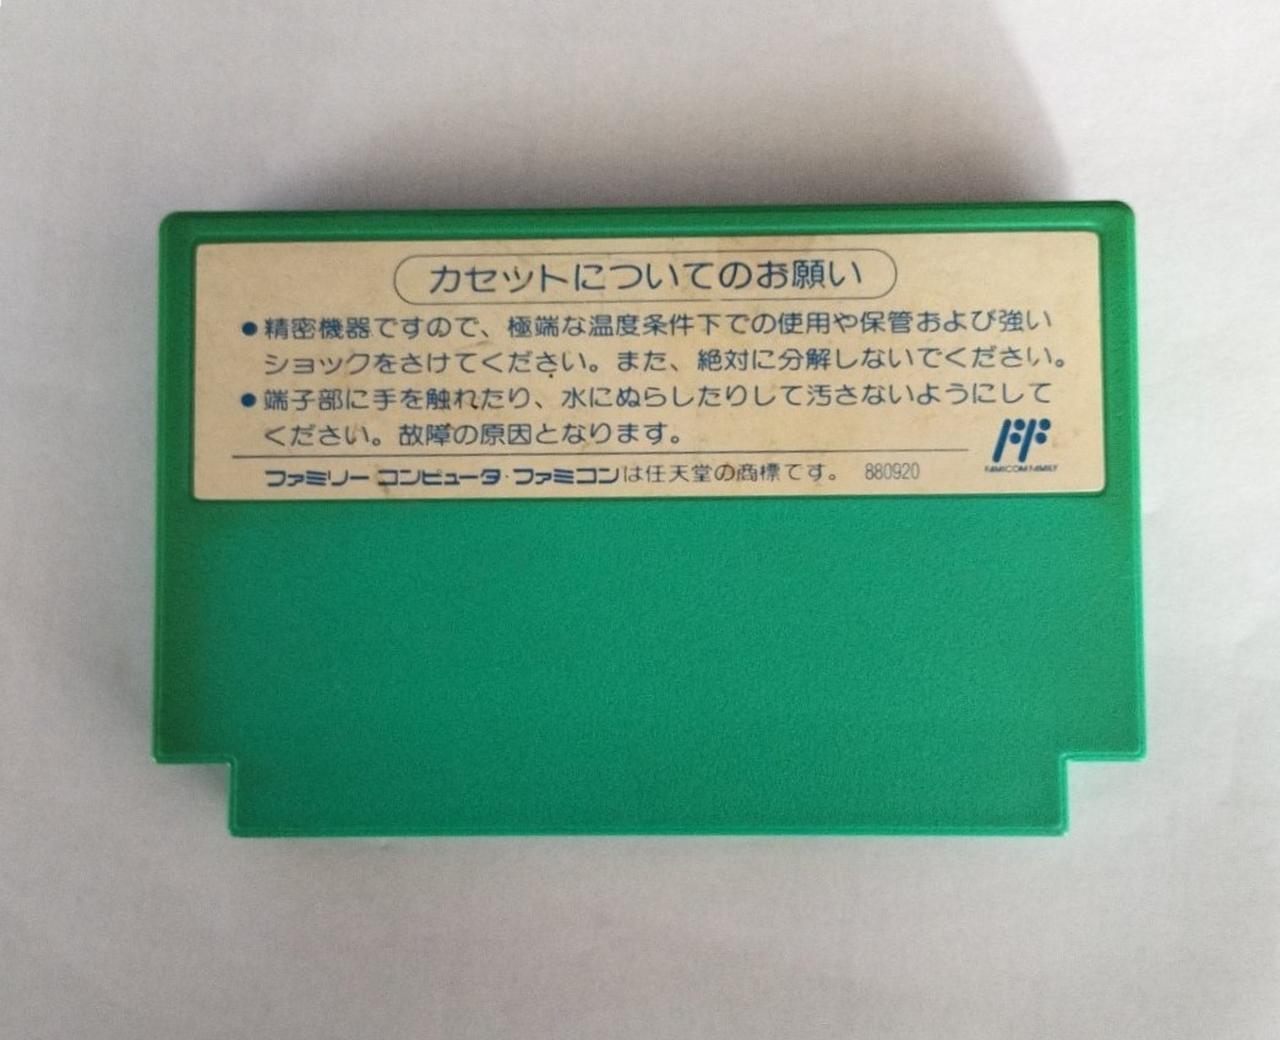 カセットについてのお願い
●精密機器ですので、極端な温度条件下での使用や保管および強い
ショックをさけてください。また、絶対に分解しないでください。
●端子部に手を触れたり、水にぬらしたりして汚さないようにして
ください。故障の原因となります。
FAMICOM FAMILY
ファミリーコンピュータ・ファミコンは任天堂の商標です。 880920